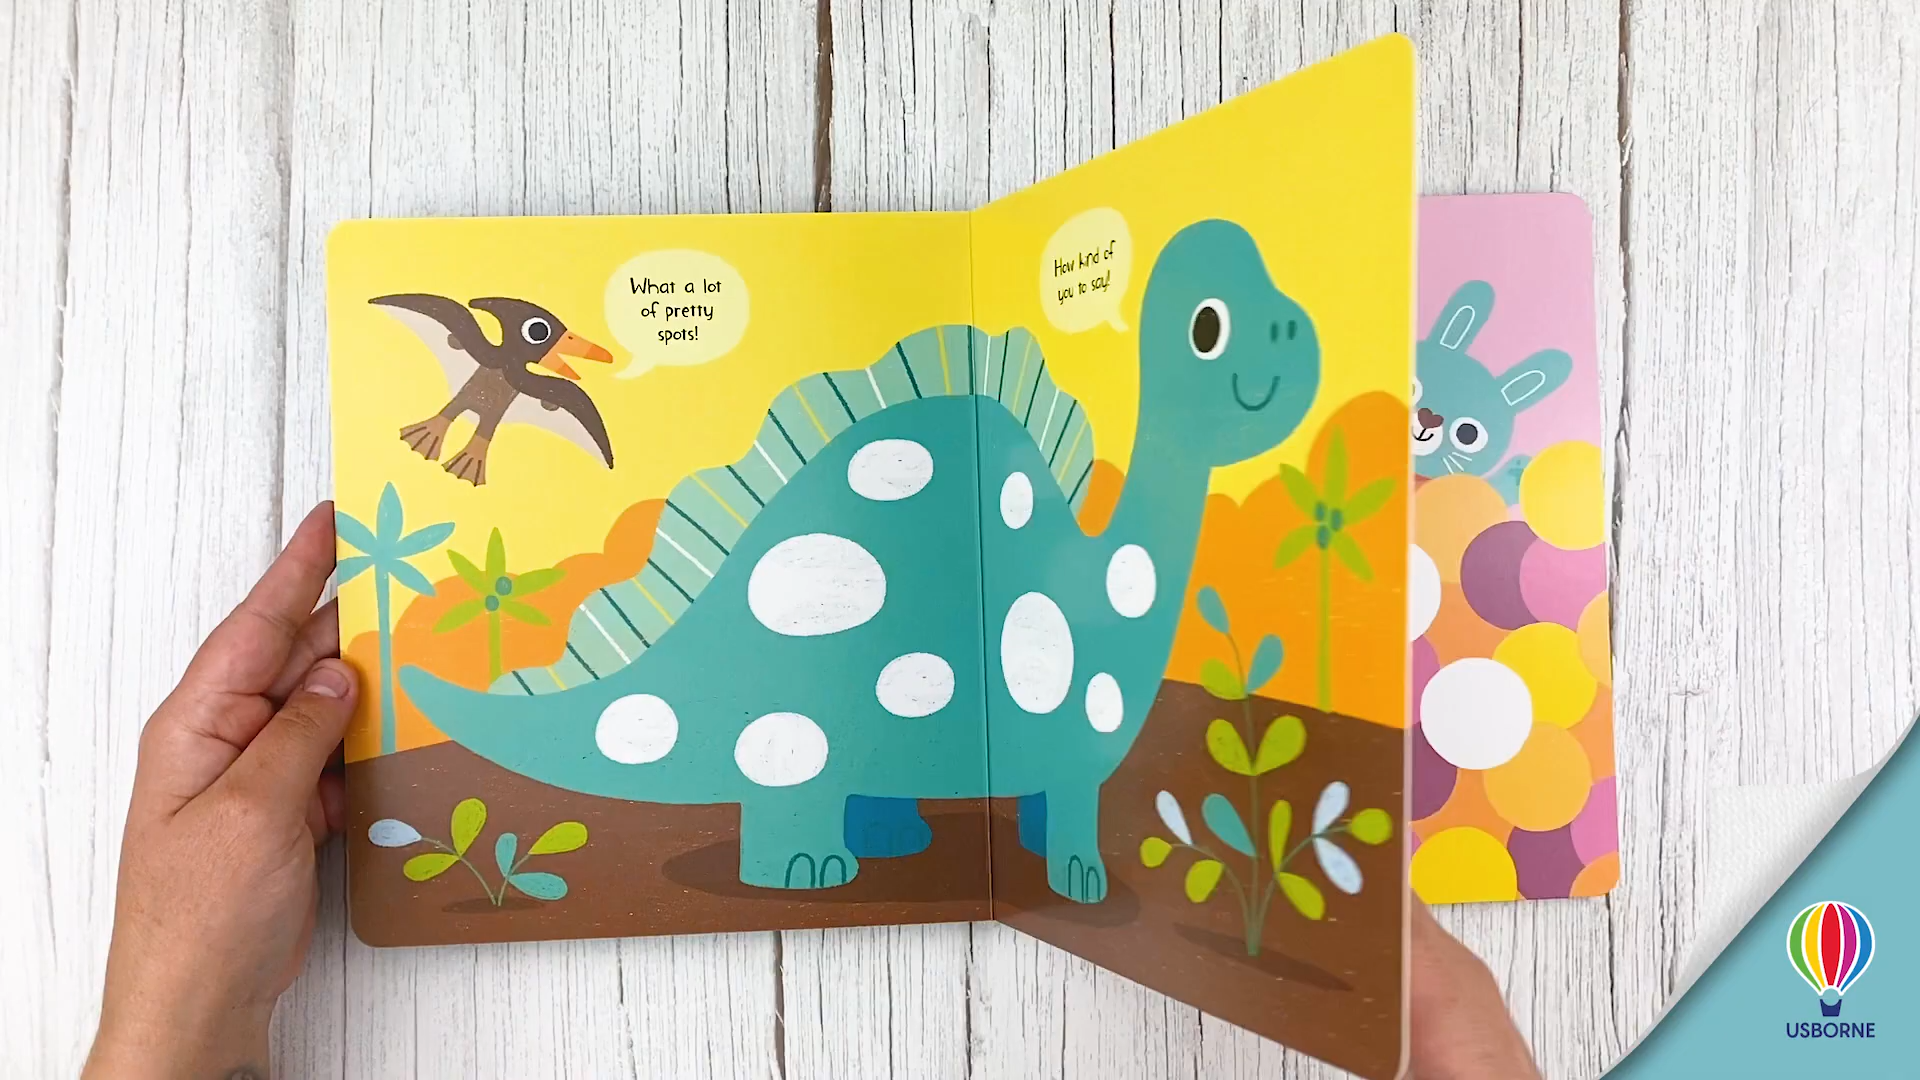 What a lot
of pretty
spots!
How kind of
you to say!
USBORNE